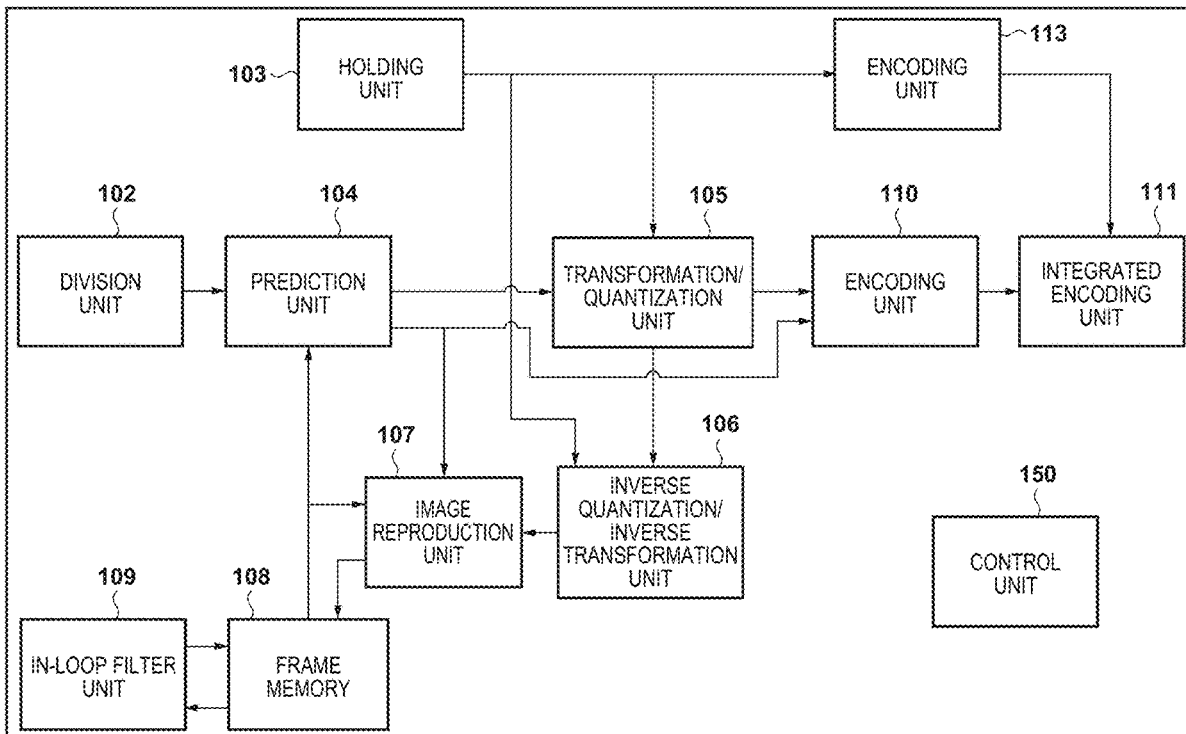 103
HOLDING
UNIT
113
ENCODING
UNIT
102
DIVISION
UNIT
104
PREDICTION
UNIT
105
TRANSFORMATION/
QUANTIZATION
UNIT
110
ENCODING
UNIT
111
INTEGRATED
ENCODING
UNIT
107
IMAGE
REPRODUCTION
UNIT
106
INVERSE
QUANTIZATION/
INVERSE
TRANSFORMATION
UNIT
150
CONTROL
UNIT
109
IN-LOOP FILTER
UNIT
108
FRAME
MEMORY